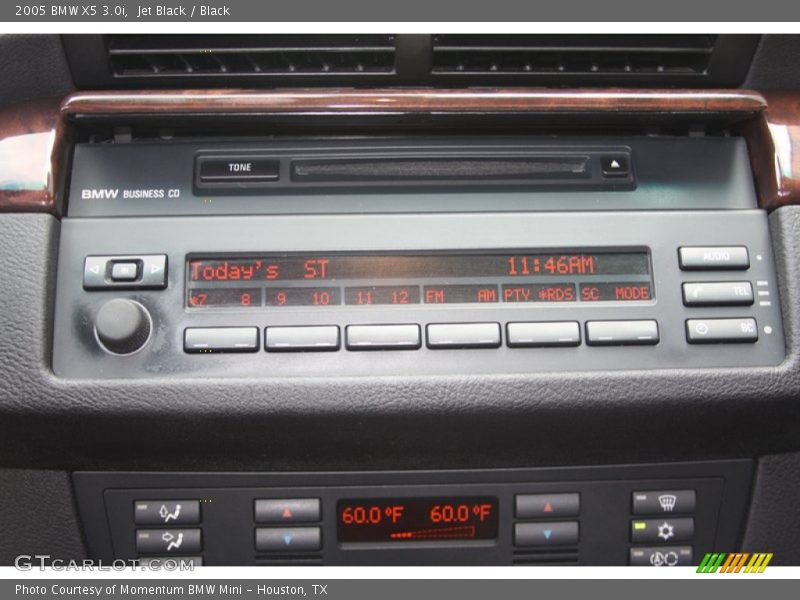 2005 BMW X5 3.0i, Jet Black / Black
TONE
BMW BUSINESS CD
Today's ST 11:46AM
*7 8 9 10 11 12 FM AM PTY *RDS SC MODE
AUDIO
TEL
BC
60.0°F 60.0°F
GTCARLOT.COM
Photo Courtesy of Momentum BMW Mini - Houston, TX